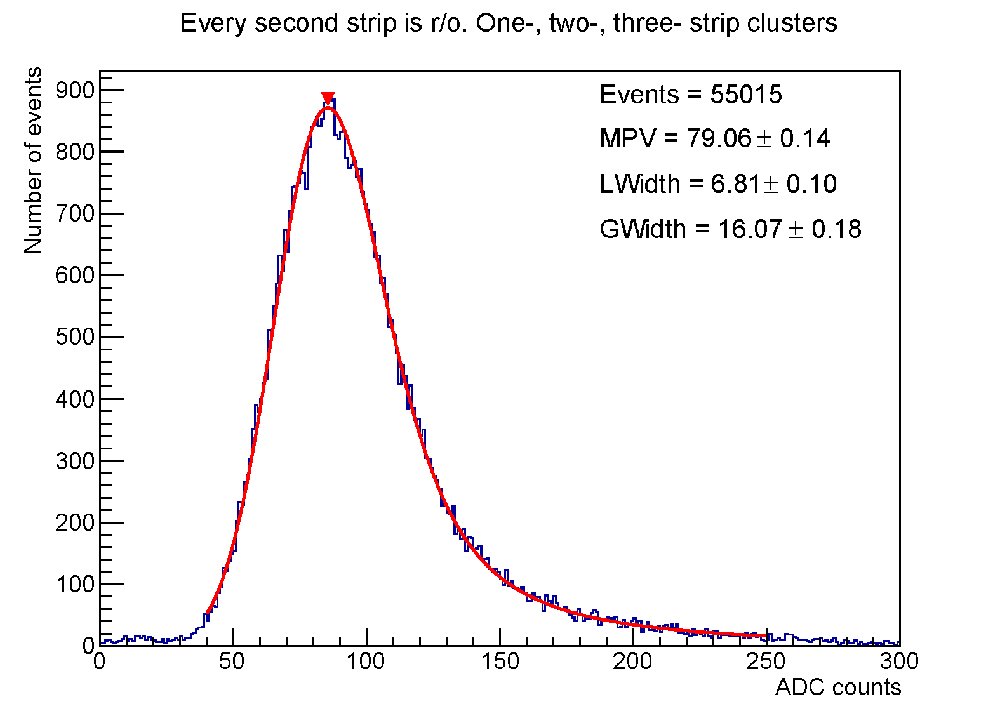 Every second strip is r/o. One-, two-, three- strip clusters
Number of events
900
800
700
600
500
400
300
200
100
0
Events = 55015
MPV = 79.06 ± 0.14
LWidth = 6.81± 0.10
GWidth = 16.07 ± 0.18
0 50 100 150 200 250 300
ADC counts